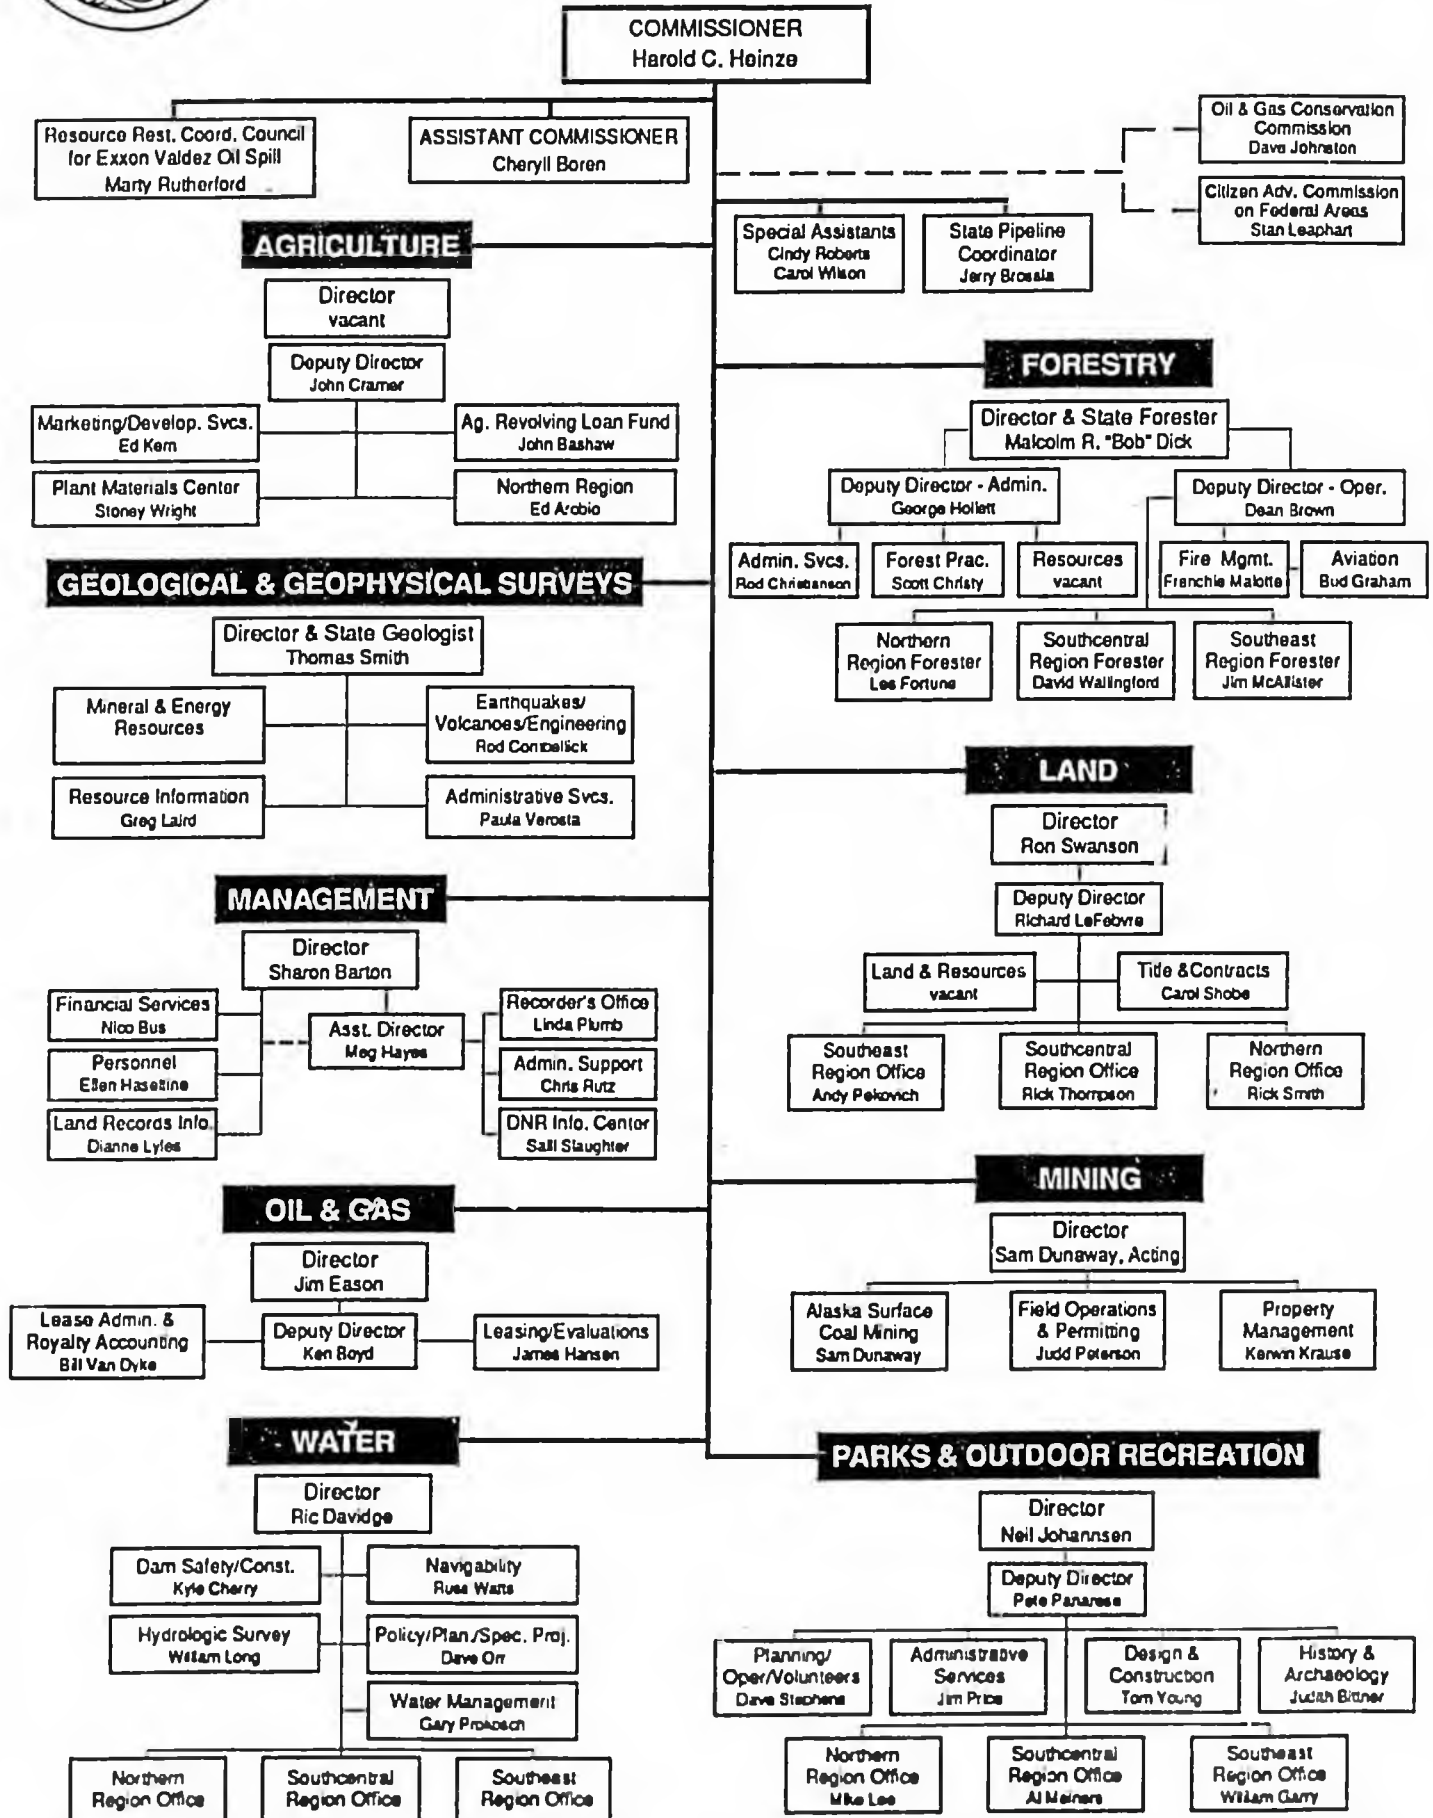 COMMISSIONER
Harold C. Heinze
Resource Rest. Coord. Council
for Exxon Valdez Oil Spill
Marty Rutherford
ASSISTANT COMMISSIONER
Cheryll Boren
Oil & Gas Conservation
Commission
Dave Johnston
Citizen Adv. Commission
on Federal Areas
Stan Leaphart
Special Assistants
Cindy Roberts
Carol Wilson
State Pipeline
Coordinator
Jerry Brossia
AGRICULTURE
Director
vacant
Deputy Director
John Cramer
Marketing/Develop. Svcs.
Ed Kern
Ag. Revolving Loan Fund
John Bashaw
Plant Materials Center
Stoney Wright
Northern Region
Ed Arobio
FORESTRY
Director & State Forester
Malcolm R. "Bob" Dick
Deputy Director - Admin.
George Hollett
Deputy Director - Oper.
Dean Brown
Admin. Svcs.
Rod Christianson
Forest Prac.
Scott Christy
Resources
vacant
Fire Mgmt.
Frenchie Malotte
Aviation
Bud Graham
Northern
Region Forester
Les Fortune
Southcentral
Region Forester
David Wallingford
Southeast
Region Forester
Jim McAllister
GEOLOGICAL & GEOPHYSICAL SURVEYS
Director & State Geologist
Thomas Smith
Mineral & Energy
Resources
Earthquakes/
Volcanoes/Engineering
Rod Combellick
Resource Information
Greg Laird
Administrative Svcs.
Paula Verosta
LAND
Director
Ron Swanson
Deputy Director
Richard LeFebvre
Land & Resources
vacant
Title & Contracts
Carol Shobe
Southeast
Region Office
Andy Pekovich
Southcentral
Region Office
Rick Thompson
Northern
Region Office
Rick Smith
MANAGEMENT
Director
Sharon Barton
Financial Services
Nico Bus
Asst. Director
Meg Hayes
Recorder's Office
Linda Plumb
Personnel
Ellen Haseltine
Admin. Support
Chris Rutz
Land Records Info.
Dianne Lyles
DNR Info. Center
Salli Slaughter
MINING
Director
Sam Dunaway, Acting
Alaska Surface
Coal Mining
Sam Dunaway
Field Operations
& Permitting
Judd Peterson
Property
Management
Kerwin Krause
OIL & GAS
Director
Jim Eason
Lease Admin. &
Royalty Accounting
Bill Van Dyke
Deputy Director
Ken Boyd
Leasing/Evaluations
James Hansen
WATER
Director
Ric Davidge
Dam Safety/Const.
Kyle Cherry
Navigability
Russ Watts
Hydrologic Survey
William Long
Policy/Plan./Spec. Proj.
Dave Orr
Water Management
Gary Prokosch
Northern
Region Office
Southcentral
Region Office
Southeast
Region Office
PARKS & OUTDOOR RECREATION
Director
Neil Johannsen
Deputy Director
Pete Panarese
Planning/
Oper/Volunteers
Dave Stephens
Administrative
Services
Jim Price
Design &
Construction
Tom Young
History &
Archaeology
Judith Bittner
Northern
Region Office
Mike Lee
Southcentral
Region Office
Al Meiners
Southeast
Region Office
William Garry